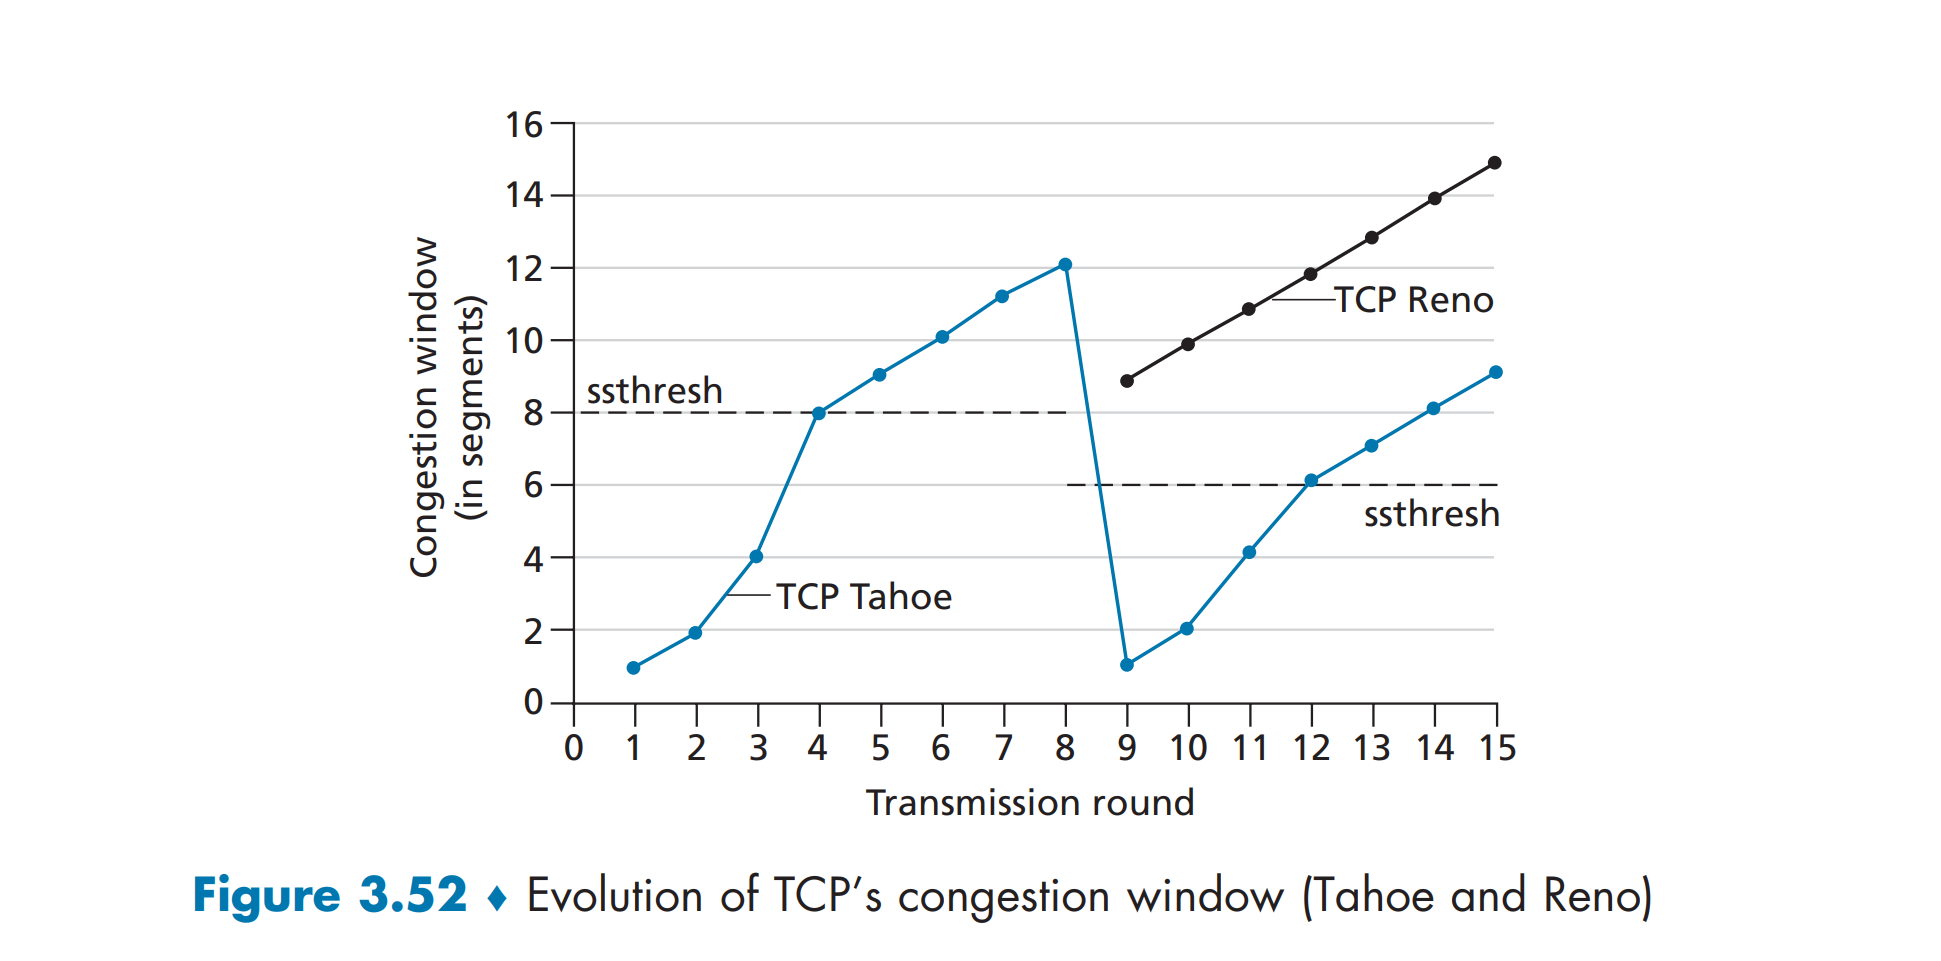 16
14
12
10
8
6
4
2
0
Congestion window
(in segments)
ssthresh
TCP Reno
ssthresh
TCP Tahoe
0 1 2 3 4 5 6 7 8 9 10 11 12 13 14 15
Transmission round
Figure 3.52 ♦ Evolution of TCP’s congestion window (Tahoe and Reno)